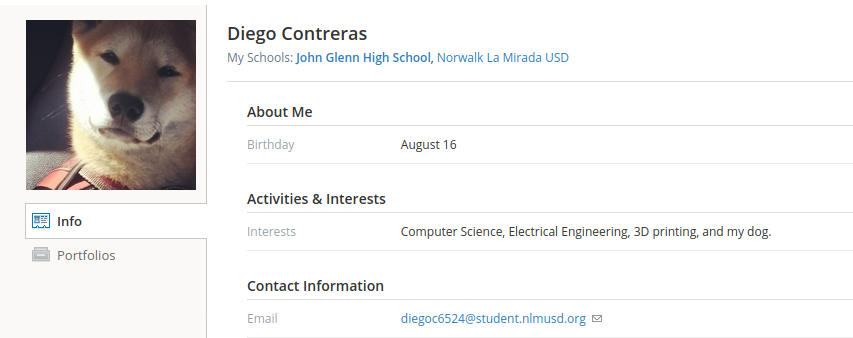 Diego Contreras
My Schools: John Glenn High School, Norwalk La Mirada USD
About Me
Birthday August 16
Info
Activities & Interests
Interests Computer Science, Electrical Engineering, 3D printing, and my dog.
Portfolios
Contact Information
Email diegoc6524@student.nlmusd.org